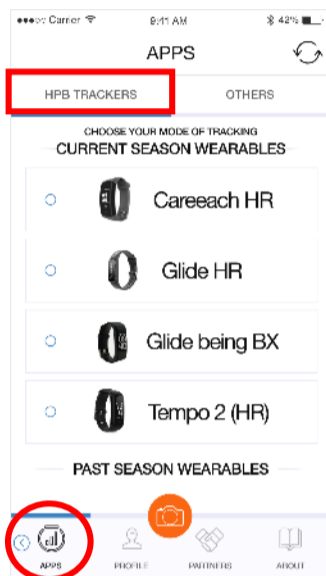 Carrier 9:41 AM 42%
APPS
HPB TRACKERS OTHERS
CHOOSE YOUR MODE OF TRACKING
CURRENT SEASON WEARABLES
Careeach HR
Glide HR
Glide being BX
Tempo 2 (HR)
PAST SEASON WEARABLES
APPS PROFILE PARTNERS ABOUT